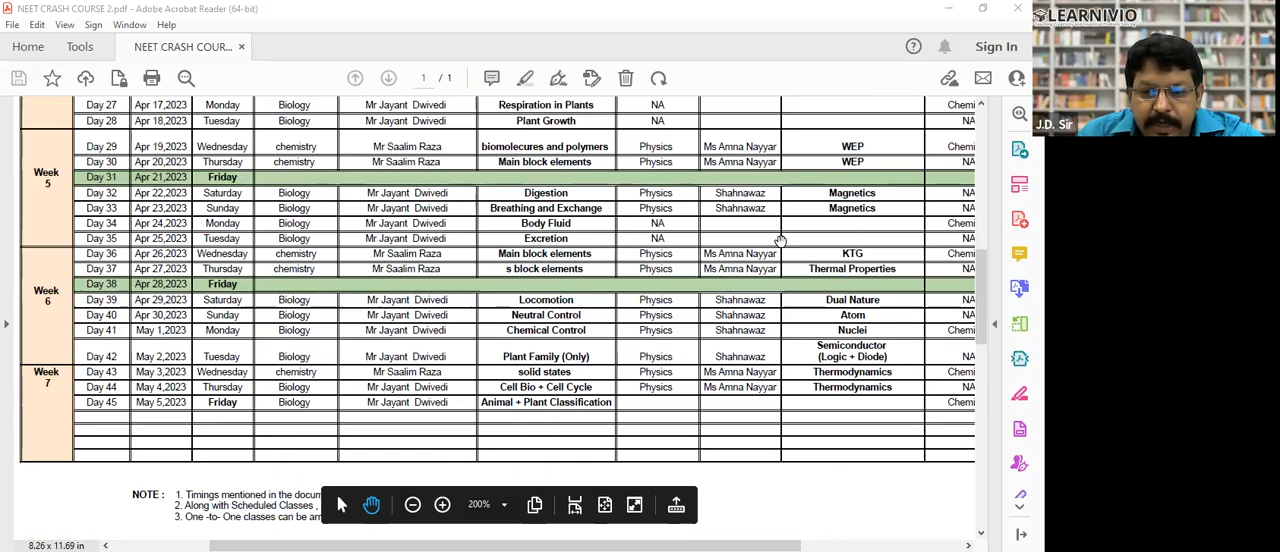 NEET CRASH COURSE 2.pdf - Adobe Acrobat Reader (64-bit)
File Edit View Sign Window Help
Home Tools NEET CRASH COUR... × Sign In
1 / 1
Day 27 Apr 17,2023 Monday Biology Mr Jayant Dwivedi Respiration in Plants NA Chemi
Day 28 Apr 18,2023 Tuesday Biology Mr Jayant Dwivedi Plant Growth NA NA
Week 5
Day 29 Apr 19,2023 Wednesday chemistry Mr Saalim Raza biomolecures and polymers Physics Ms Amna Nayyar WEP Chemi
Day 30 Apr 20,2023 Thursday chemistry Mr Saalim Raza Main block elements Physics Ms Amna Nayyar WEP NA
Day 31 Apr 21,2023 Friday
Day 32 Apr 22,2023 Saturday Biology Mr Jayant Dwivedi Digestion Physics Shahnawaz Magnetics NA
Day 33 Apr 23,2023 Sunday Biology Mr Jayant Dwivedi Breathing and Exchange Physics Shahnawaz Magnetics NA
Day 34 Apr 24,2023 Monday Biology Mr Jayant Dwivedi Body Fluid NA Chemi
Day 35 Apr 25,2023 Tuesday Biology Mr Jayant Dwivedi Excretion NA NA
Week 6
Day 36 Apr 26,2023 Wednesday chemistry Mr Saalim Raza Main block elements Physics Ms Amna Nayyar KTG Chemi
Day 37 Apr 27,2023 Thursday chemistry Mr Saalim Raza s block elements Physics Ms Amna Nayyar Thermal Properties NA
Day 38 Apr 28,2023 Friday
Day 39 Apr 29,2023 Saturday Biology Mr Jayant Dwivedi Locomotion Physics Shahnawaz Dual Nature NA
Day 40 Apr 30,2023 Sunday Biology Mr Jayant Dwivedi Neutral Control Physics Shahnawaz Atom NA
Day 41 May 1,2023 Monday Biology Mr Jayant Dwivedi Chemical Control Physics Shahnawaz Nuclei Chemi
Day 42 May 2,2023 Tuesday Biology Mr Jayant Dwivedi Plant Family (Only) Physics Shahnawaz Semiconductor (Logic + Diode) NA
Week 7
Day 43 May 3,2023 Wednesday chemistry Mr Saalim Raza solid states Physics Ms Amna Nayyar Thermodynamics Chemi
Day 44 May 4,2023 Thursday Biology Mr Jayant Dwivedi Cell Bio + Cell Cycle Physics Ms Amna Nayyar Thermodynamics NA
Day 45 May 5,2023 Friday Biology Mr Jayant Dwivedi Animal + Plant Classification Chemi
NOTE : 1. Timings mentioned in the docum
2. Along with Scheduled Classes ,
3. One -to- One classes can be arr
200%
8.26 x 11.69 in
LEARNIVIO
J.D. Sir